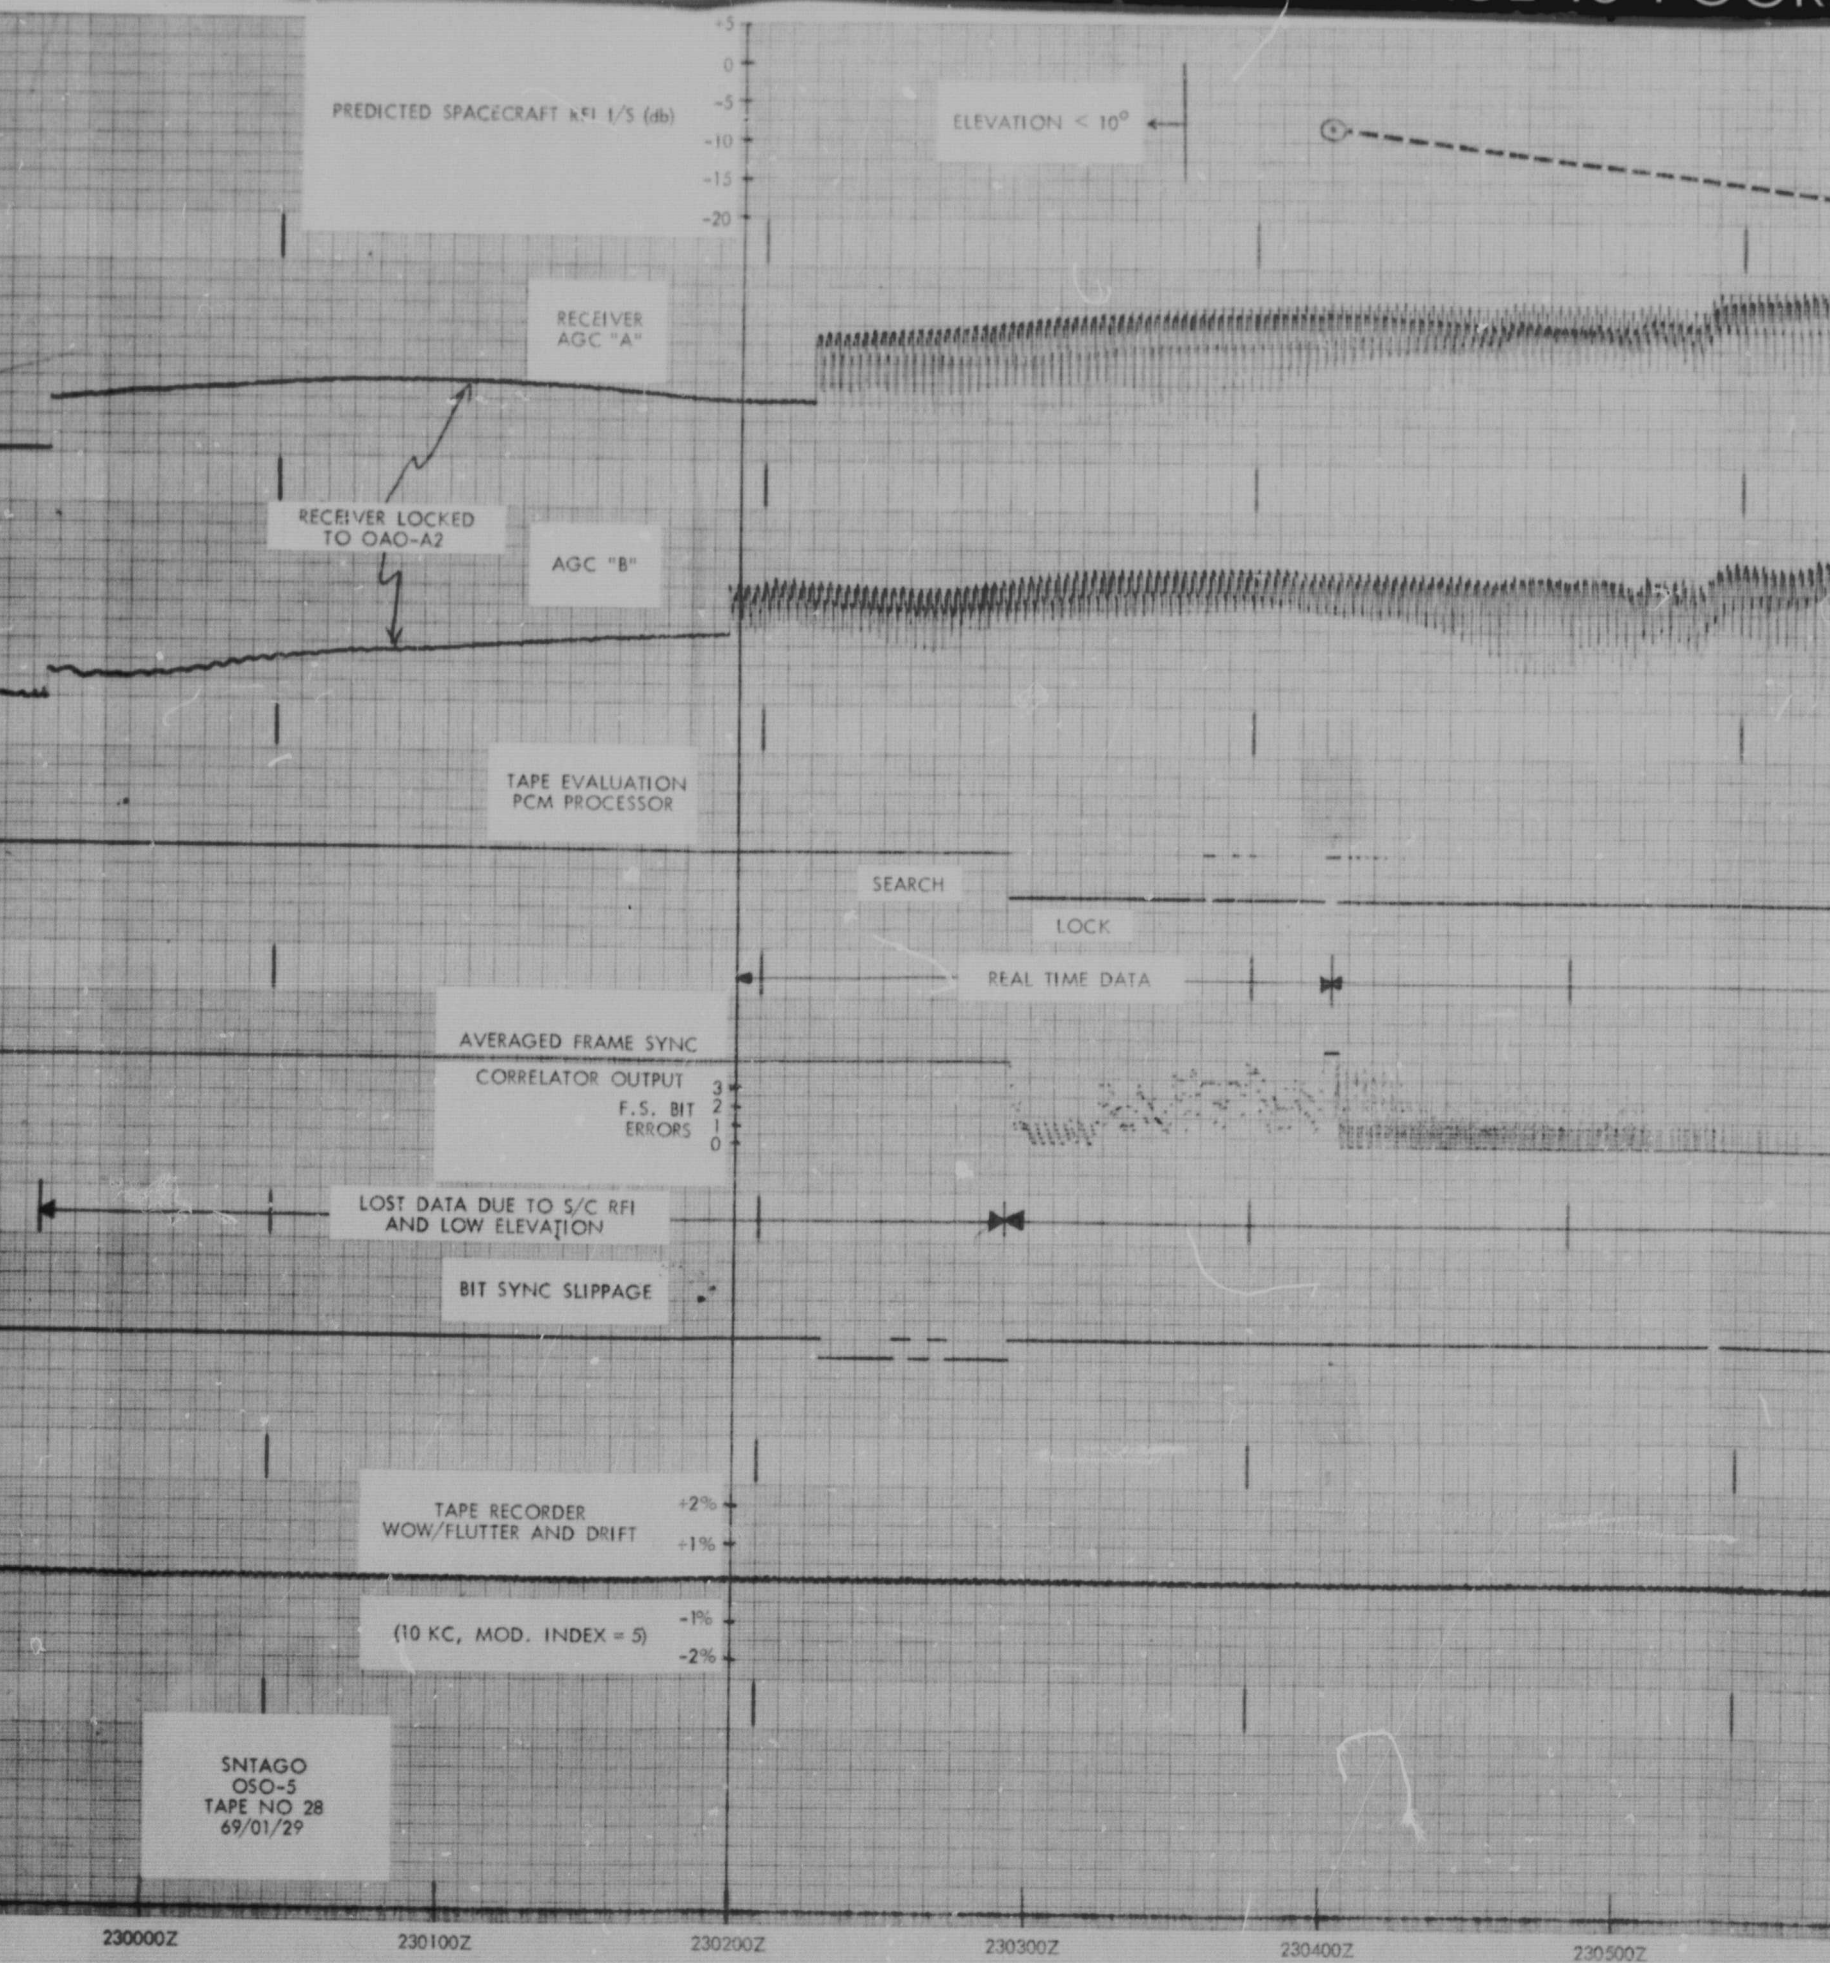 +5
0
-5
-10
-15
-20
PREDICTED SPACECRAFT RFI I/S (db)
ELEVATION < 10°
RECEIVER
AGC "A"
RECEIVER LOCKED
TO OAO-A2
AGC "B"
TAPE EVALUATION
PCM PROCESSOR
SEARCH
LOCK
REAL TIME DATA
AVERAGED FRAME SYNC
CORRELATOR OUTPUT
F.S. BIT
ERRORS
3
2
1
0
LOST DATA DUE TO S/C RFI
AND LOW ELEVATION
BIT SYNC SLIPPAGE
TAPE RECORDER
WOW/FLUTTER AND DRIFT
+2%
+1%
-1%
-2%
(10 KC, MOD. INDEX = 5)
SNTAGO
OSO-5
TAPE NO 28
69/01/29
230000Z
230100Z
230200Z
230300Z
230400Z
230500Z